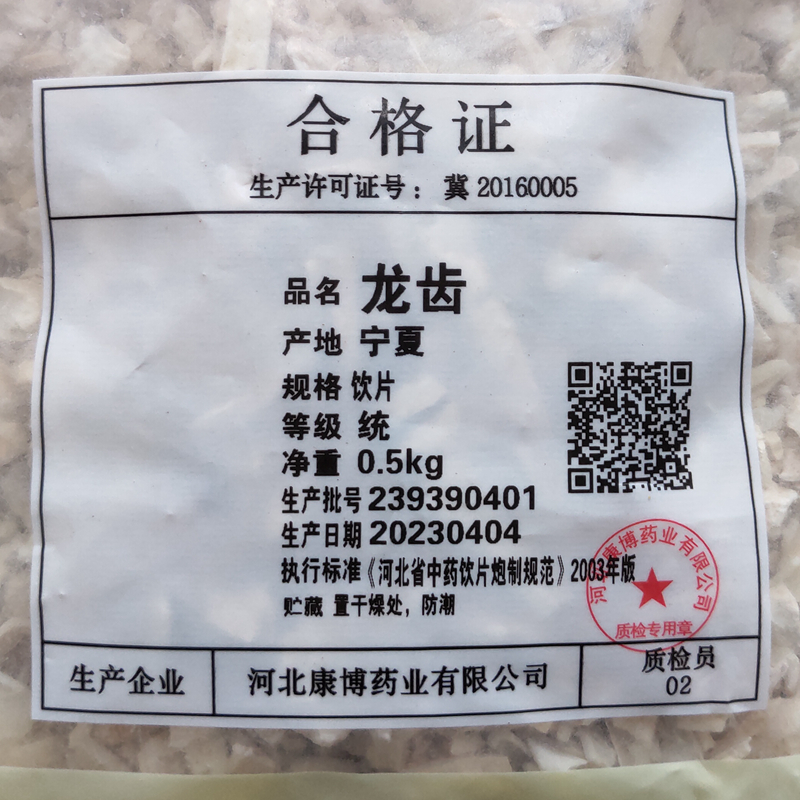 合格证
生产许可证号：冀 20160005
品名 龙齿
产地 宁夏
规格 饮片
等级 统
净重 0.5kg
生产批号 239390401
生产日期 20230404
执行标准《河北省中药饮片炮制规范》2003年版
贮藏 置干燥处，防潮
河北康博药业有限公司
质检专用章
生产企业
河北康博药业有限公司
质检员
02